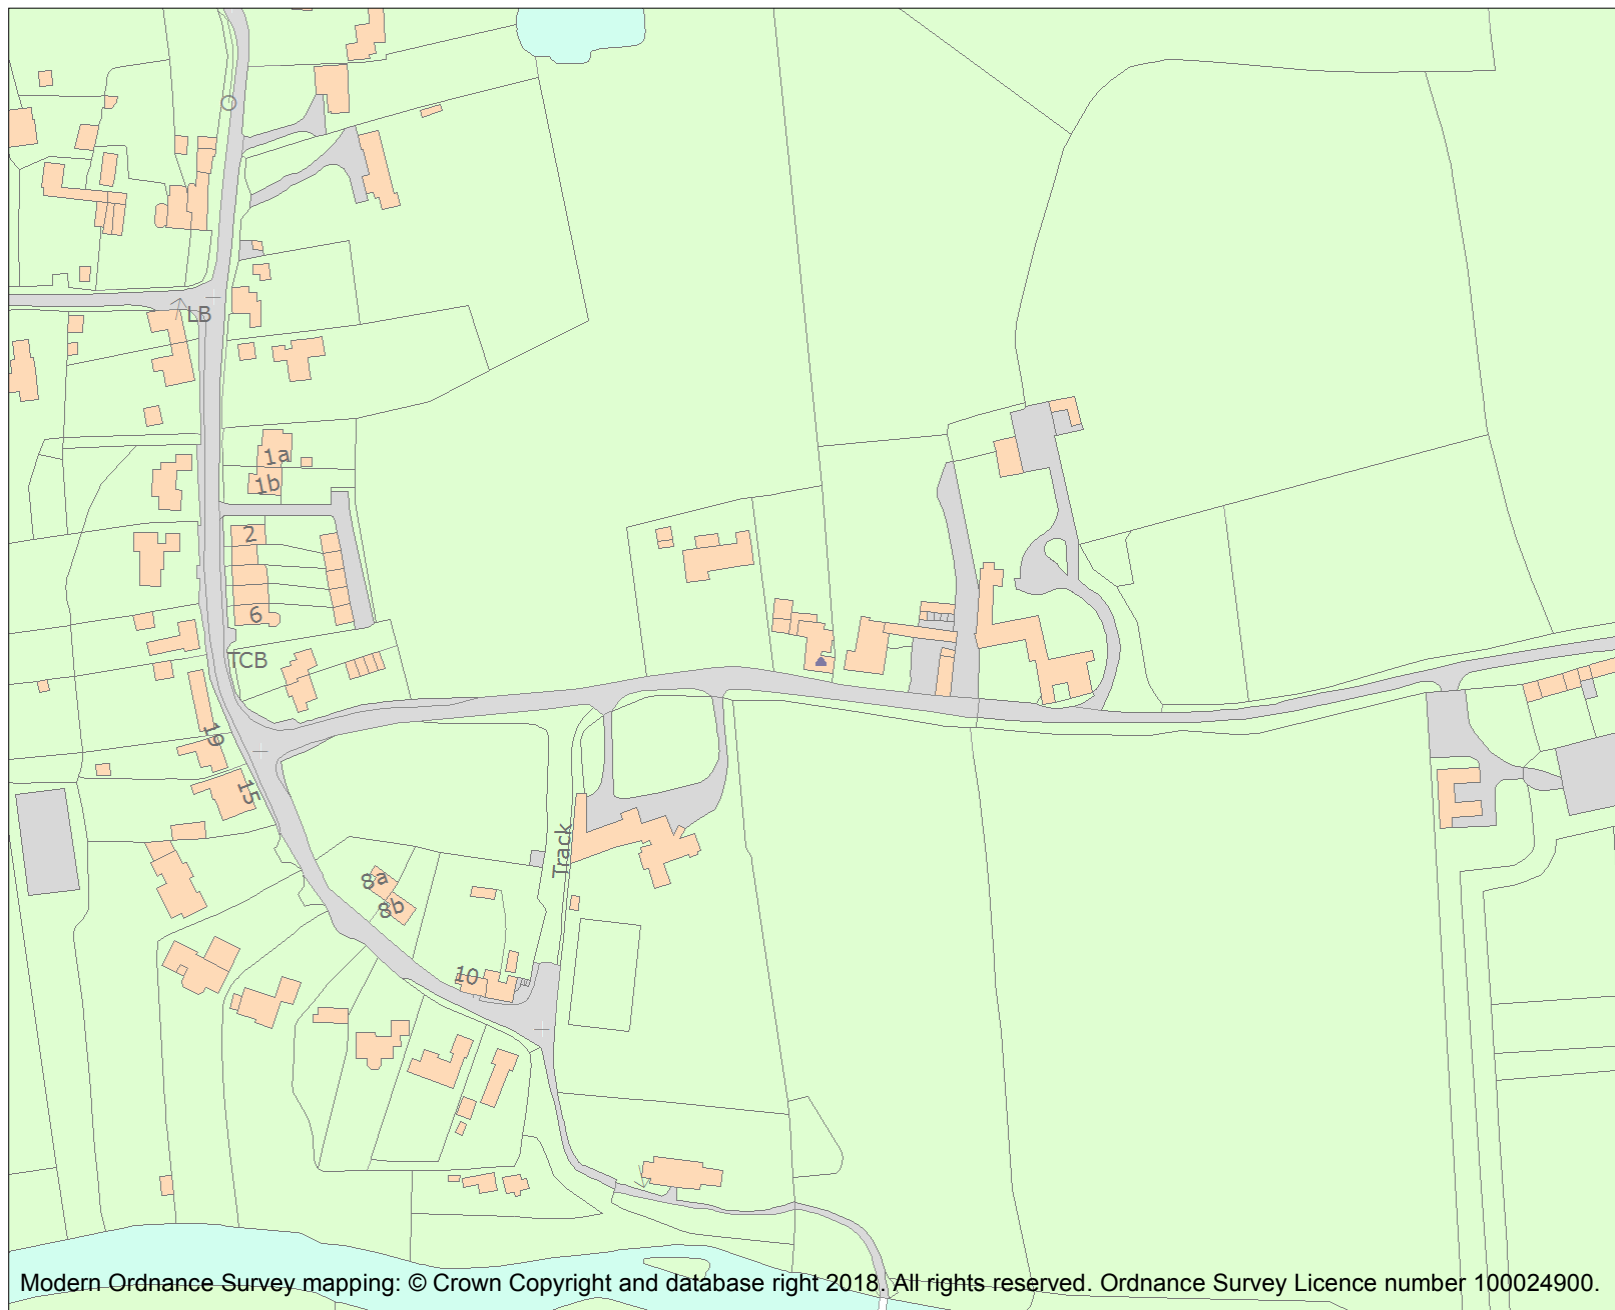 LB
1a
1b
2
6
TCB
19
15
Track
8a
8b
10
Modern Ordnance Survey mapping: © Crown Copyright and database right 2018. All rights reserved. Ordnance Survey Licence number 100024900.